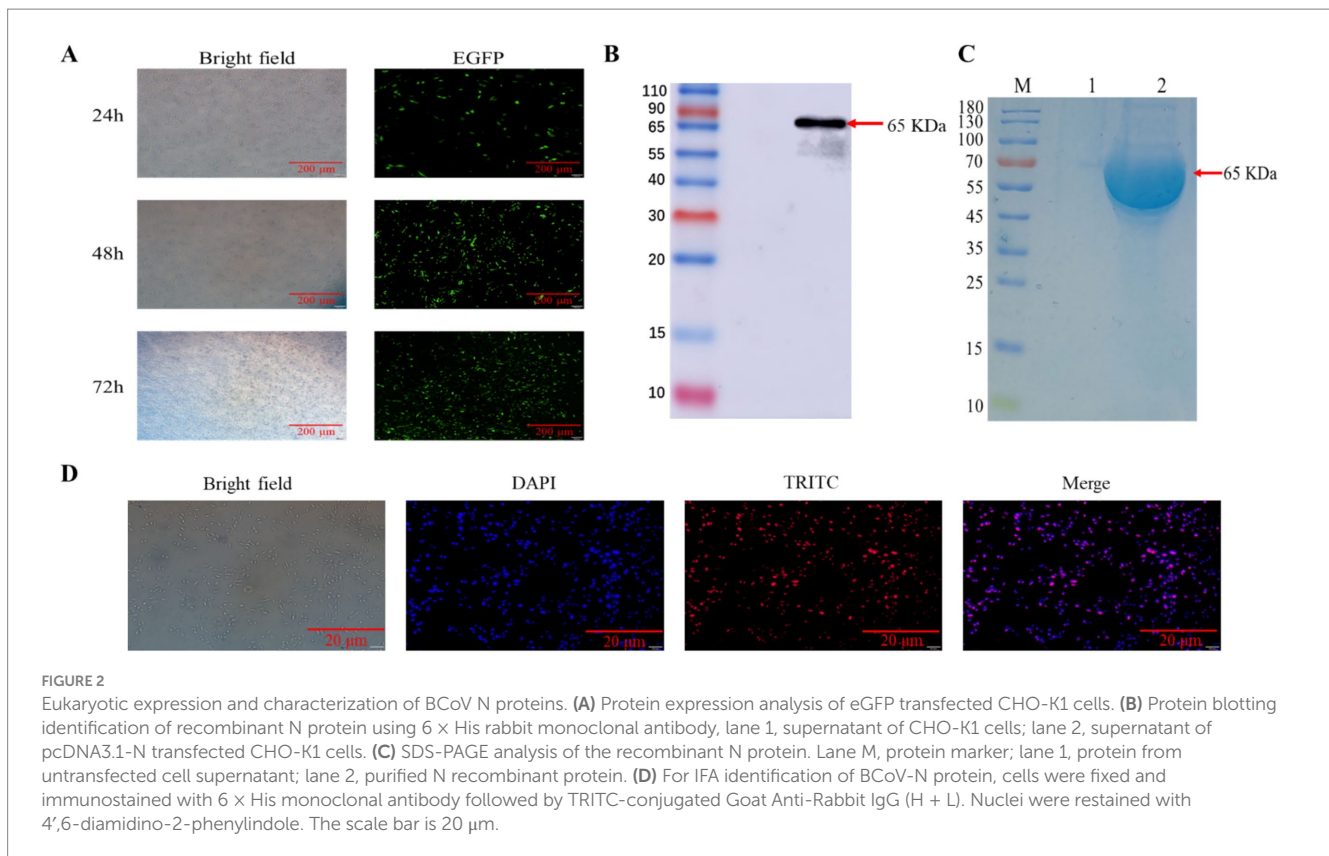 A
Bright field EGFP
24h
200 μm 200 μm
48h
200 μm 200 μm
72h
200 μm 200 μm
B
110
90
65
55
40
30
20
15
10
65 KDa
C
M 1 2
180
130
100
70
55
45
35
25
15
10
65 KDa
D
Bright field DAPI TRITC Merge
20 μm 20 μm 20 μm 20 μm
FIGURE 2
Eukaryotic expression and characterization of BCoV N proteins. (A) Protein expression analysis of eGFP transfected CHO-K1 cells. (B) Protein blotting
identification of recombinant N protein using 6 × His rabbit monoclonal antibody, lane 1, supernatant of CHO-K1 cells; lane 2, supernatant of
pcDNA3.1-N transfected CHO-K1 cells. (C) SDS-PAGE analysis of the recombinant N protein. Lane M, protein marker; lane 1, protein from
untransfected cell supernatant; lane 2, purified N recombinant protein. (D) For IFA identification of BCoV-N protein, cells were fixed and
immunostained with 6 × His monoclonal antibody followed by TRITC-conjugated Goat Anti-Rabbit IgG (H + L). Nuclei were restained with
4′,6-diamidino-2-phenylindole. The scale bar is 20 μm.